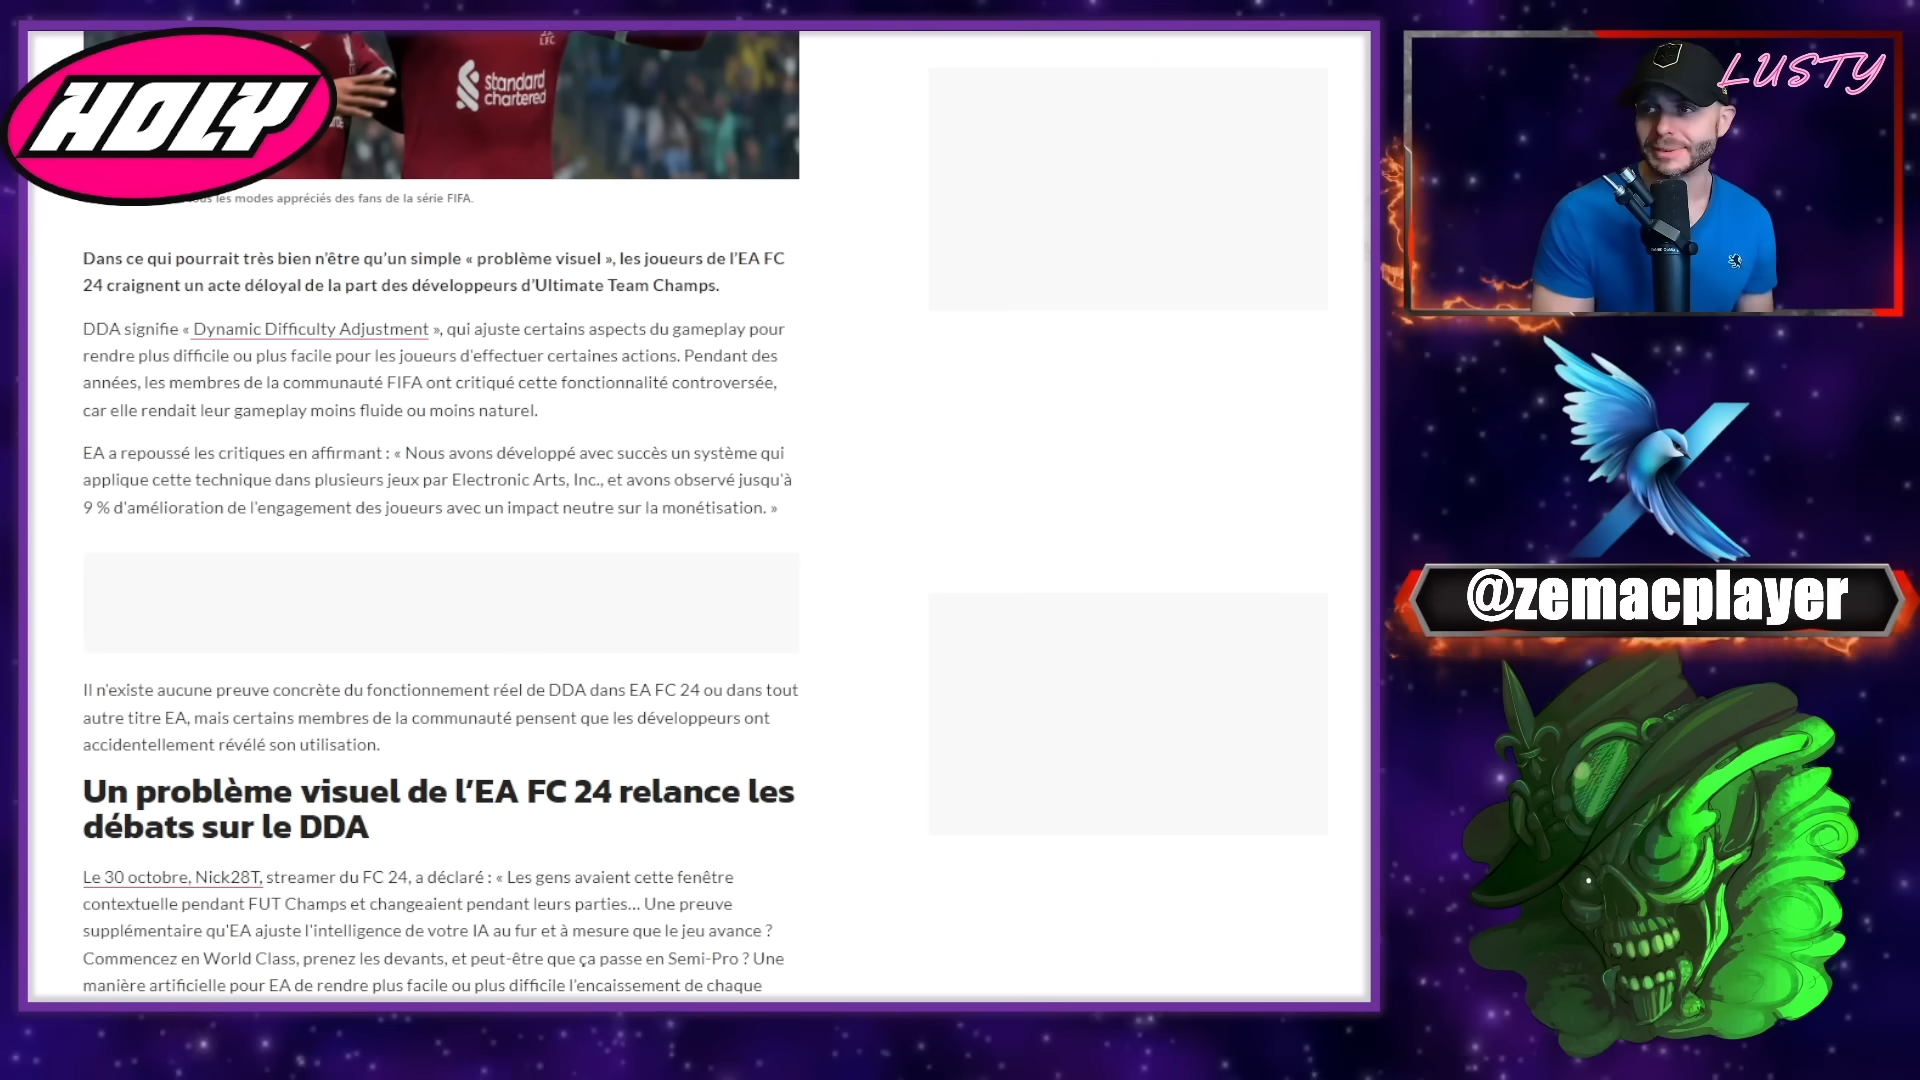 LFC
standard
chartered
HOLY
les modes appréciés des fans de la série FIFA.
Dans ce qui pourrait très bien n'être qu'un simple « problème visuel », les joueurs de l'EA FC
24 craignent un acte déloyal de la part des développeurs d'Ultimate Team Champs.
DDA signifie « Dynamic Difficulty Adjustment », qui ajuste certains aspects du gameplay pour
rendre plus difficile ou plus facile pour les joueurs d'effectuer certaines actions. Pendant des
années, les membres de la communauté FIFA ont critiqué cette fonctionnalité controversée,
car elle rendait leur gameplay moins fluide ou moins naturel.
EA a repoussé les critiques en affirmant : « Nous avons développé avec succès un système qui
applique cette technique dans plusieurs jeux par Electronic Arts, Inc., et avons observé jusqu'à
9 % d'amélioration de l'engagement des joueurs avec un impact neutre sur la monétisation. »
Il n'existe aucune preuve concrète du fonctionnement réel de DDA dans EA FC 24 ou dans tout
autre titre EA, mais certains membres de la communauté pensent que les développeurs ont
accidentellement révélé son utilisation.
Un problème visuel de l'EA FC 24 relance les
débats sur le DDA
Le 30 octobre, Nick28T, streamer du FC 24, a déclaré : « Les gens avaient cette fenêtre
contextuelle pendant FUT Champs et changeaient pendant leurs parties... Une preuve
supplémentaire qu'EA ajuste l'intelligence de votre IA au fur et à mesure que le jeu avance ?
Commencez en World Class, prenez les devants, et peut-être que ça passe en Semi-Pro ? Une
manière artificielle pour EA de rendre plus facile ou plus difficile l'encaissement de chaque
LUSTY
@zemacplayer